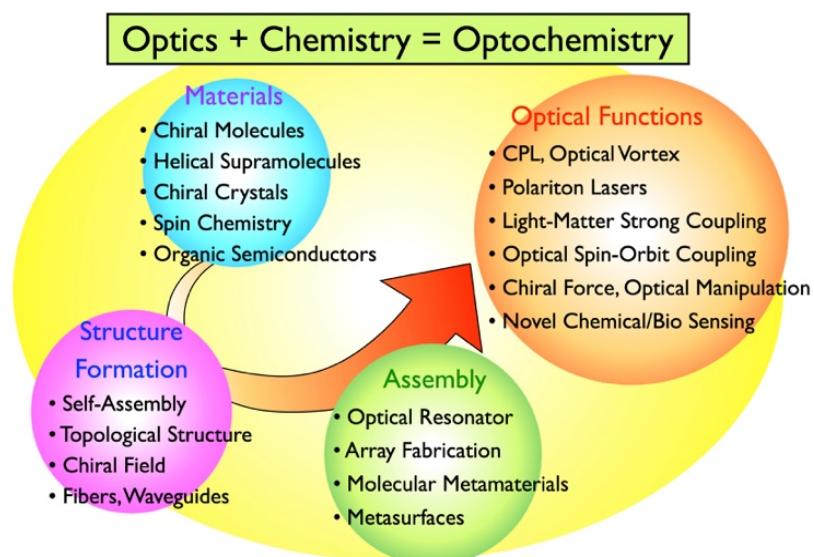 Optics + Chemistry = Optochemistry
Materials
• Chiral Molecules
• Helical Supramolecules
• Chiral Crystals
• Spin Chemistry
• Organic Semiconductors
Optical Functions
• CPL, Optical Vortex
• Polariton Lasers
• Light-Matter Strong Coupling
• Optical Spin-Orbit Coupling
• Chiral Force, Optical Manipulation
• Novel Chemical/Bio Sensing
Structure
Formation
• Self-Assembly
• Topological Structure
• Chiral Field
• Fibers, Waveguides
Assembly
• Optical Resonator
• Array Fabrication
• Molecular Metamaterials
• Metasurfaces